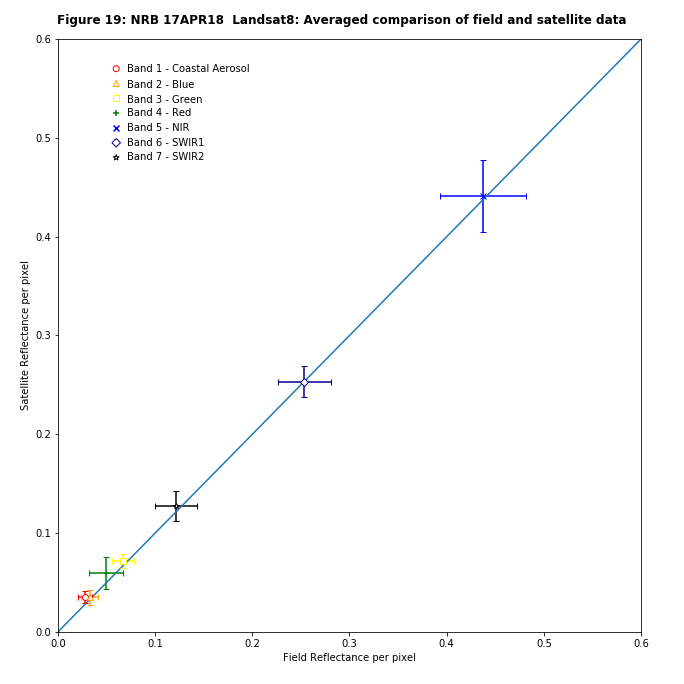 Figure 19: NRB 17APR18  Landsat8: Averaged comparison of field and satellite data
0.6
Band 1 - Coastal Aerosol
Band 2 - Blue
Band 3 - Green
Band 4 - Red
Band 5 - NIR
Band 6 - SWIR1
Band 7 - SWIR2
0.5
0.4
0.3
0.2
0.1
0.0
Satellite Reflectance per pixel
0.0 0.1 0.2 0.3 0.4 0.5 0.6
Field Reflectance per pixel